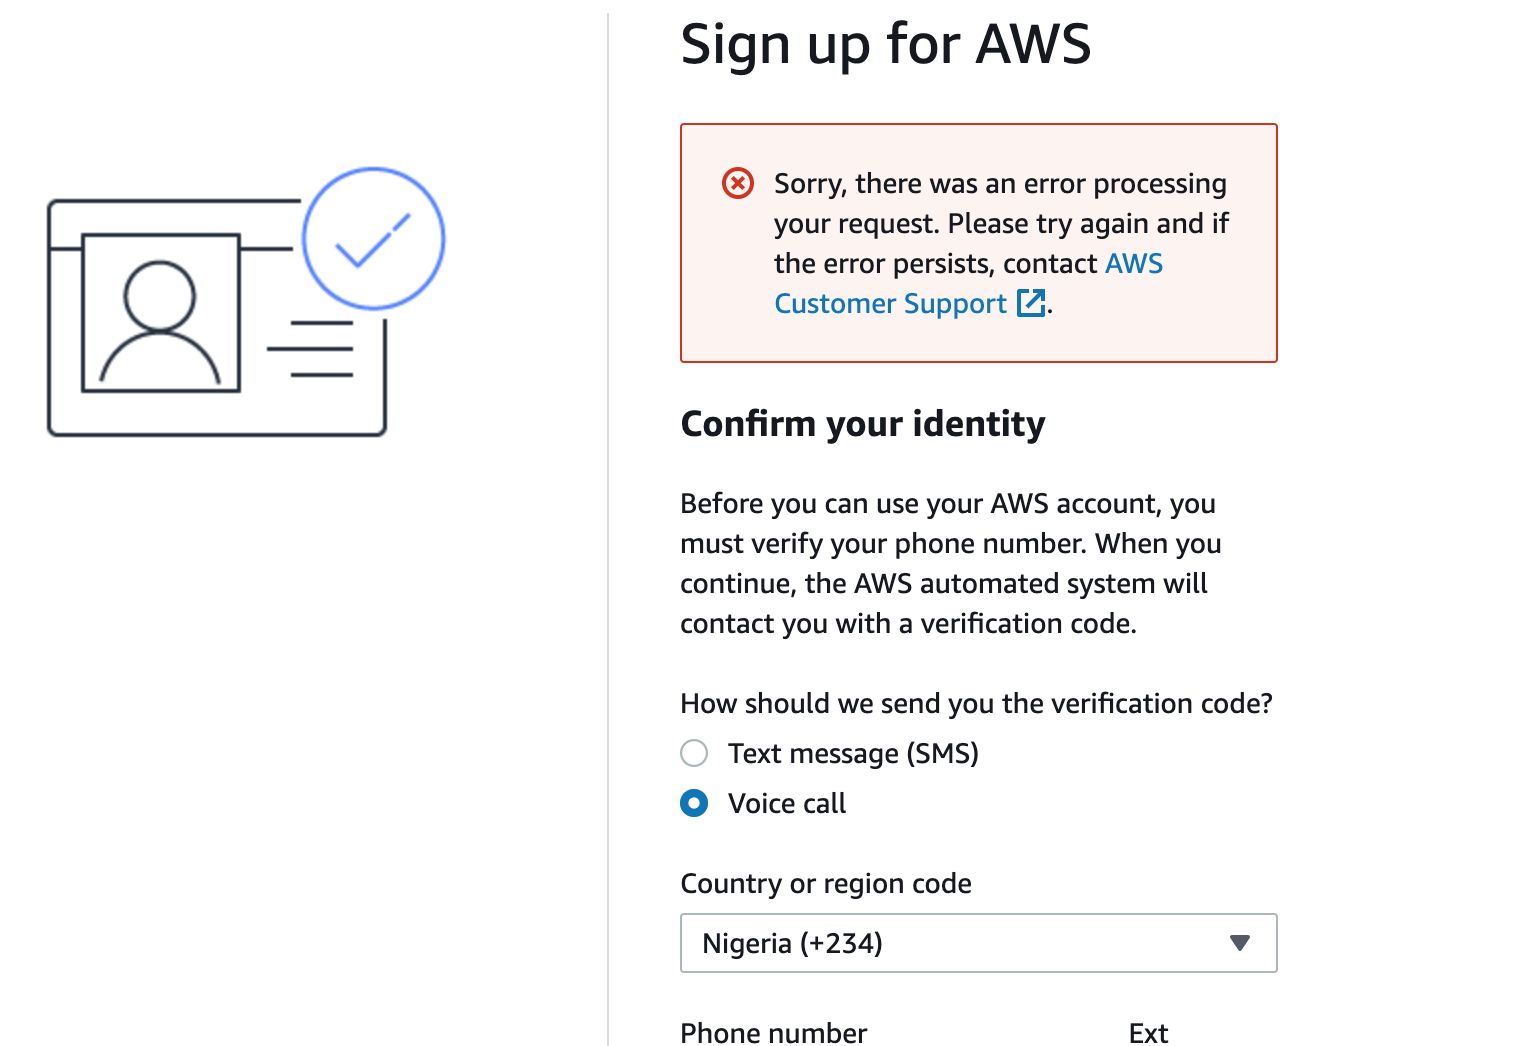 Sign up for AWS
Sorry, there was an error processing
your request. Please try again and if
the error persists, contact AWS
Customer Support.
Confirm your identity
Before you can use your AWS account, you
must verify your phone number. When you
continue, the AWS automated system will
contact you with a verification code.
How should we send you the verification code?
Text message (SMS)
Voice call
Country or region code
Nigeria (+234)
Phone number Ext